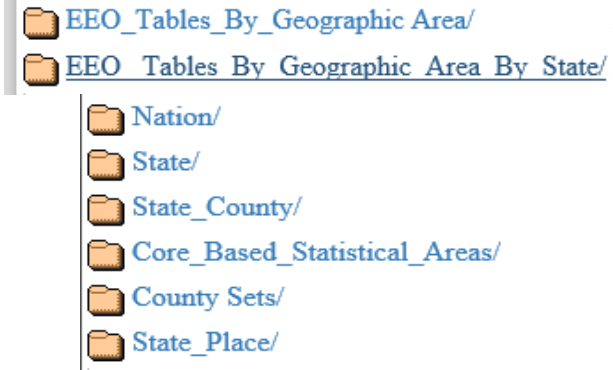 EEO_Tables_By_Geographic Area/
EEO_Tables_By_Geographic_Area_By_State/
Nation/
State/
State_County/
Core_Based_Statistical_Areas/
County Sets/
State_Place/